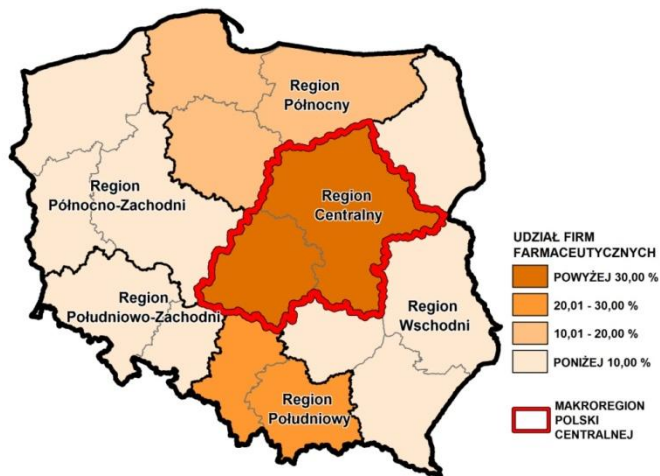 Region
Północny
Region
Północno-Zachodni
Region
Centralny
Region
Południowo-Zachodni
Region
Wschodni
Region
Południowy
UDZIAŁ FIRM
FARMACEUTYCZNYCH
POWYŻEJ 30,00 %
20,01 - 30,00 %
10,01 - 20,00 %
PONIŻEJ 10,00 %
MAKROREGION
POLSKI
CENTRALNEJ